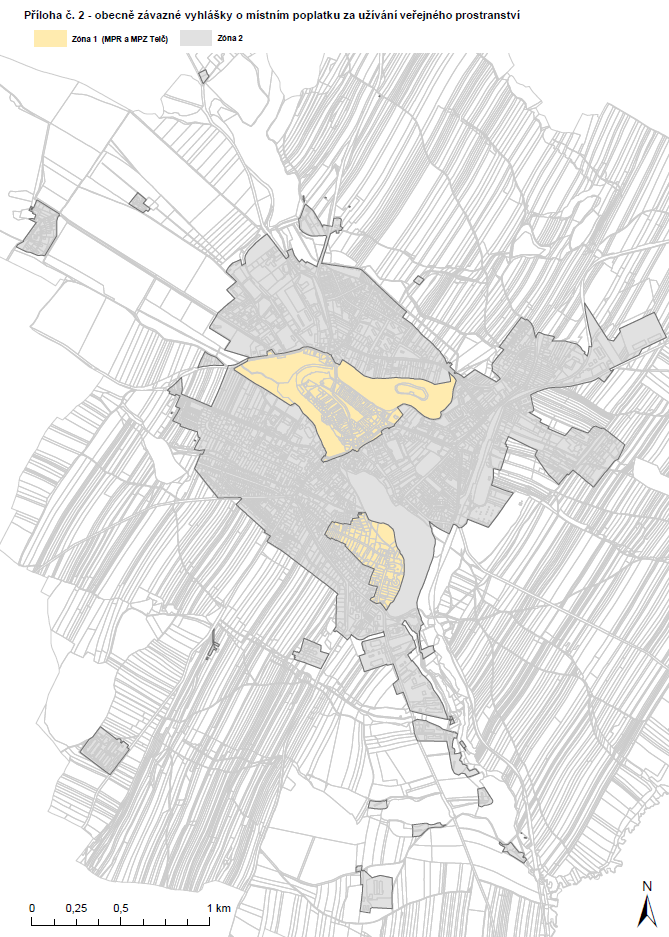 Příloha č. 2 - obecně závazné vyhlášky o místním poplatku za užívání veřejného prostranství
Zóna 1 (MPR a MPZ Telč) Zóna 2
N
0 0,25 0,5 1 km